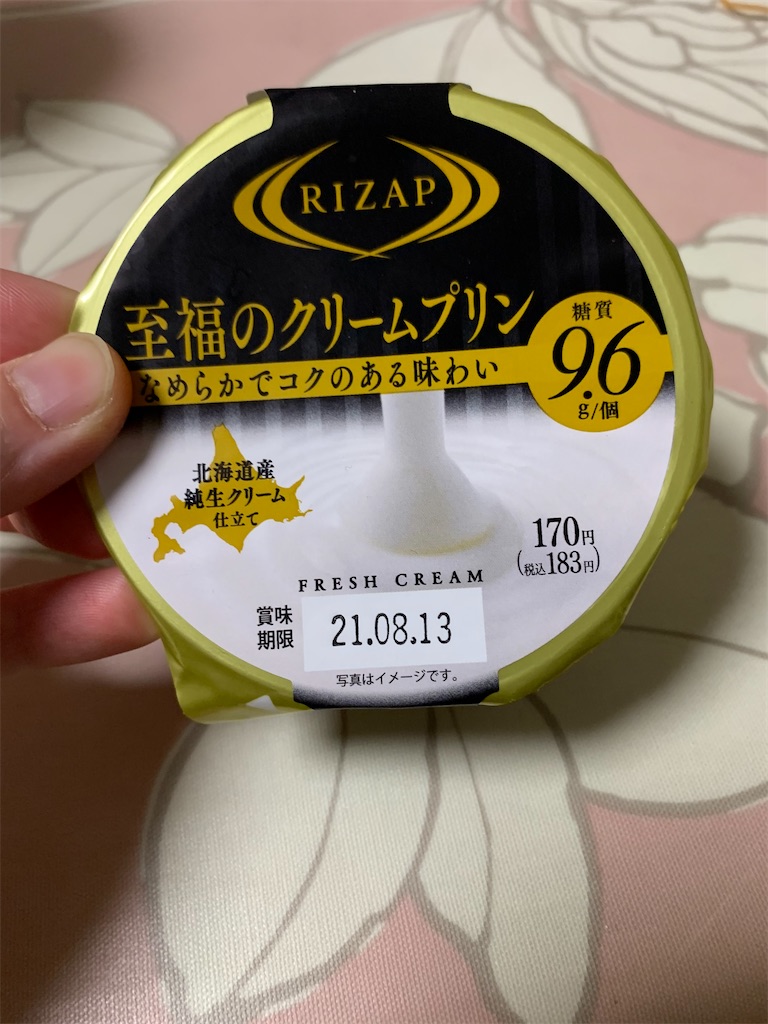 RIZAP
至福のクリームプリン
なめらかでコクのある味わい
糖質
9.6
g/個
北海道産
純生クリーム
仕立て
170円
(税込183円)
FRESH CREAM
賞味
期限
21.08.13
写真はイメージです。